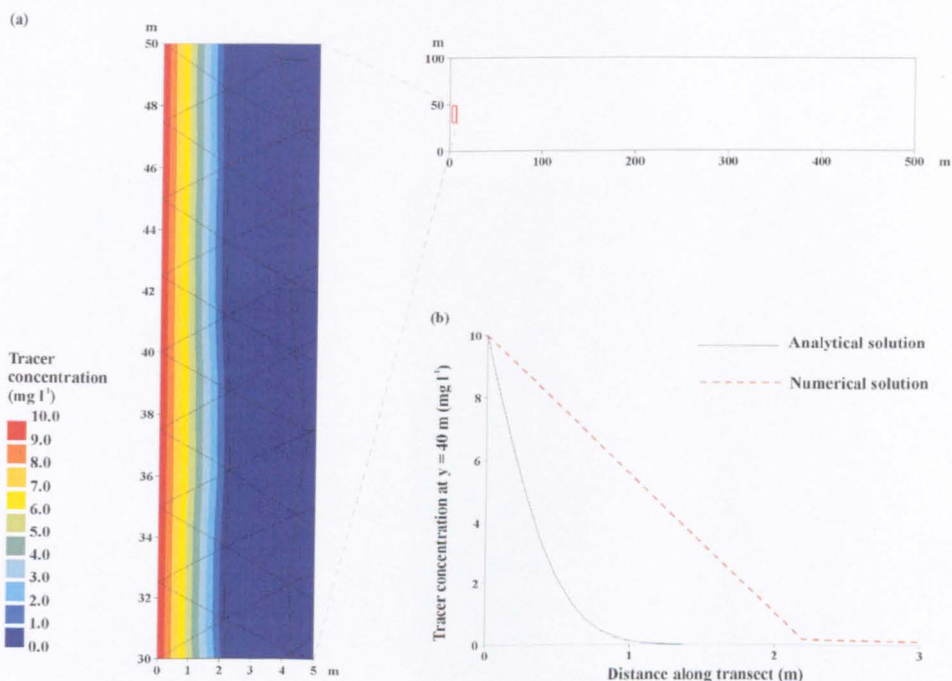 (a)
m
50
48
46
44
42
40
38
36
34
32
30
0 1 2 3 4 5 m
Tracer
concentration
(mg l⁻¹)
10.0
9.0
8.0
7.0
6.0
5.0
4.0
3.0
2.0
1.0
0.0
m
100
50
0
0 100 200 300 400 500 m
(b)
Tracer concentration at y = 40 m (mg l⁻¹)
10
8
6
4
2
0
0 1 2 3
Distance along transect (m)
Analytical solution
Numerical solution